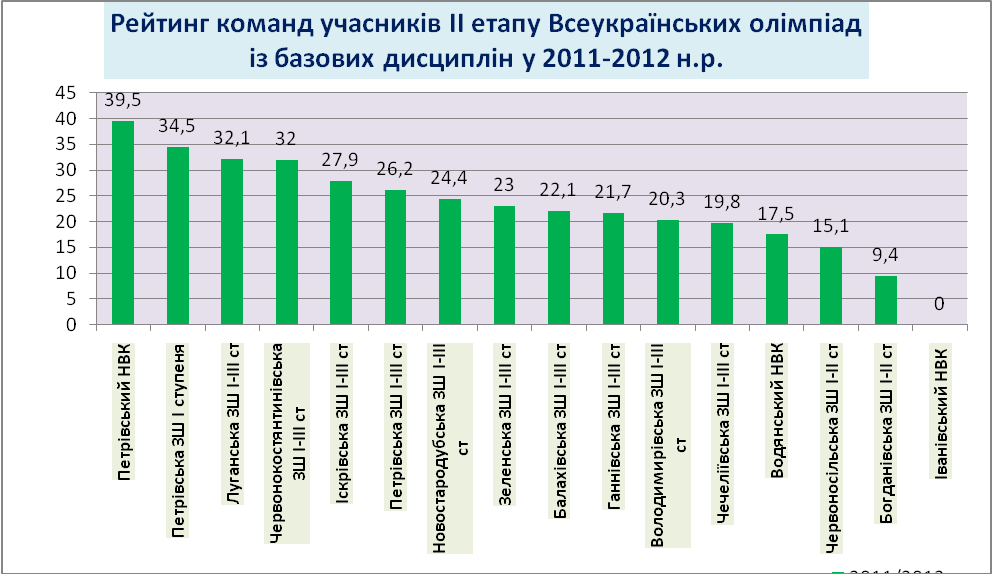 Рейтинг команд учасників ІІ етапу Всеукраїнських олімпіад
із базових дисциплін у 2011-2012 н.р.
45
40
35
30
25
20
15
10
5
0
39,5
34,5
32,1
32
27,9
26,2
24,4
23
22,1
21,7
20,3
19,8
17,5
15,1
9,4
0
Петрівський НВК
Петрівська ЗШ І ступеня
Луганська ЗШ І-ІІІ ст
Червонокостянтинівська
ЗШ І-ІІІ ст
Іскрівська ЗШ І-ІІІ ст
Петрівська ЗШ І-ІІІ ст
Новостародубська ЗШ І-ІІІ
ст
Зеленська ЗШ І-ІІІ ст
Балахівська ЗШ І-ІІІ ст
Ганнівська ЗШ І-ІІІ ст
Володимирівська ЗШ І-ІІІ
ст
Чечеліївська ЗШ І-ІІІ ст
Водянський НВК
Червоносільська ЗШ І-ІІ ст
Богданівська ЗШ І-ІІ ст
Іванівський НВК
2011/2012